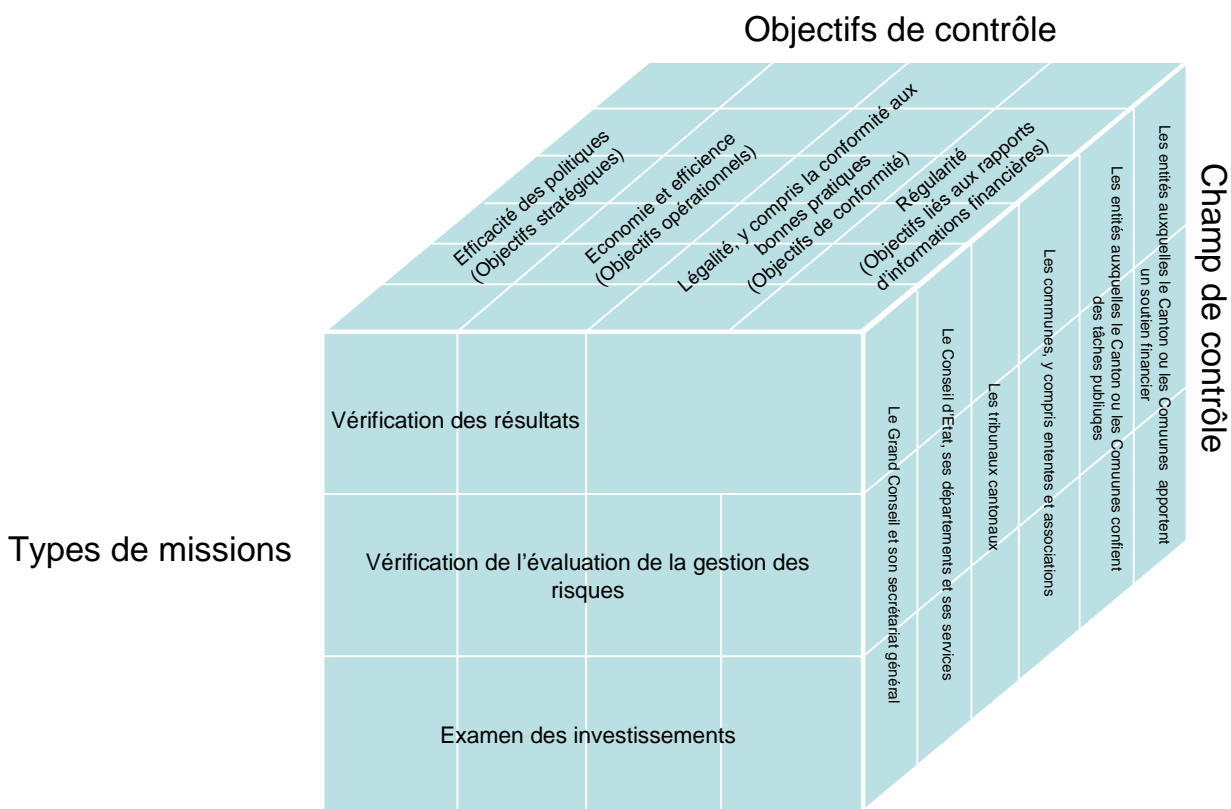 Objectifs de contrôle
Efficacité des politiques
(Objectifs stratégiques)
Economie et efficience
(Objectifs opérationnels)
Légalité, y compris la conformité aux
bonnes pratiques
(Objectifs de conformité)
Régularité
(Objectifs liés aux rapports
d'informations financières)
Champ de contrôle
Le Grand Conseil et son secrétariat général
Le Conseil d'Etat, ses départements et ses services
Les tribunaux cantonaux
Les communes, y compris ententes et associations
Les entités auxquelles le Canton ou les Comuunes confient
des tâches publiuqes
Les entités auxquelles le Canton ou les Comuunes apportent
un soutien financier
Types de missions
Vérification des résultats
Vérification de l'évaluation de la gestion des
risques
Examen des investissements